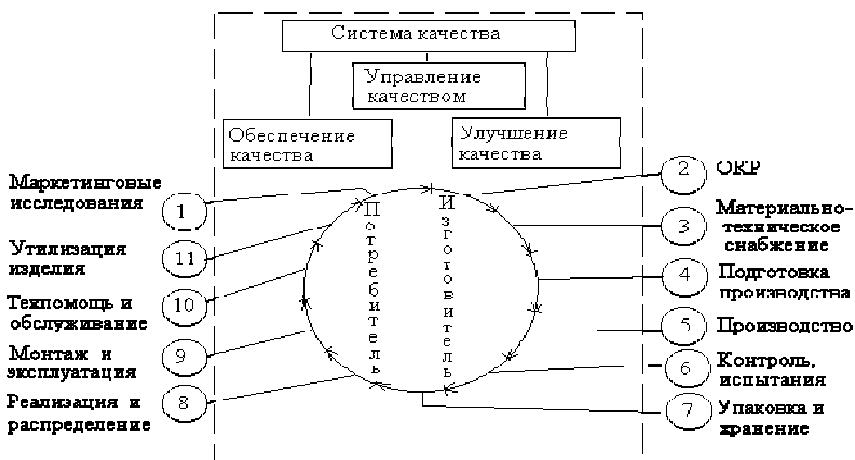 Система качества
Управление
качеством
Обеспечение
качества
Улучшение
качества
Маркетинговые
исследования
1
Утилизация
изделия
11
Техпомощь и
обслуживание
10
Монтаж и
эксплуатация
9
Реализация и
распределение
8
Потребитель
Изготовитель
2
ОКР
3
Материально-
техническое
снабжение
4
Подготовка
производства
5
Производство
6
Контроль,
испытания
7
Упаковка и
хранение